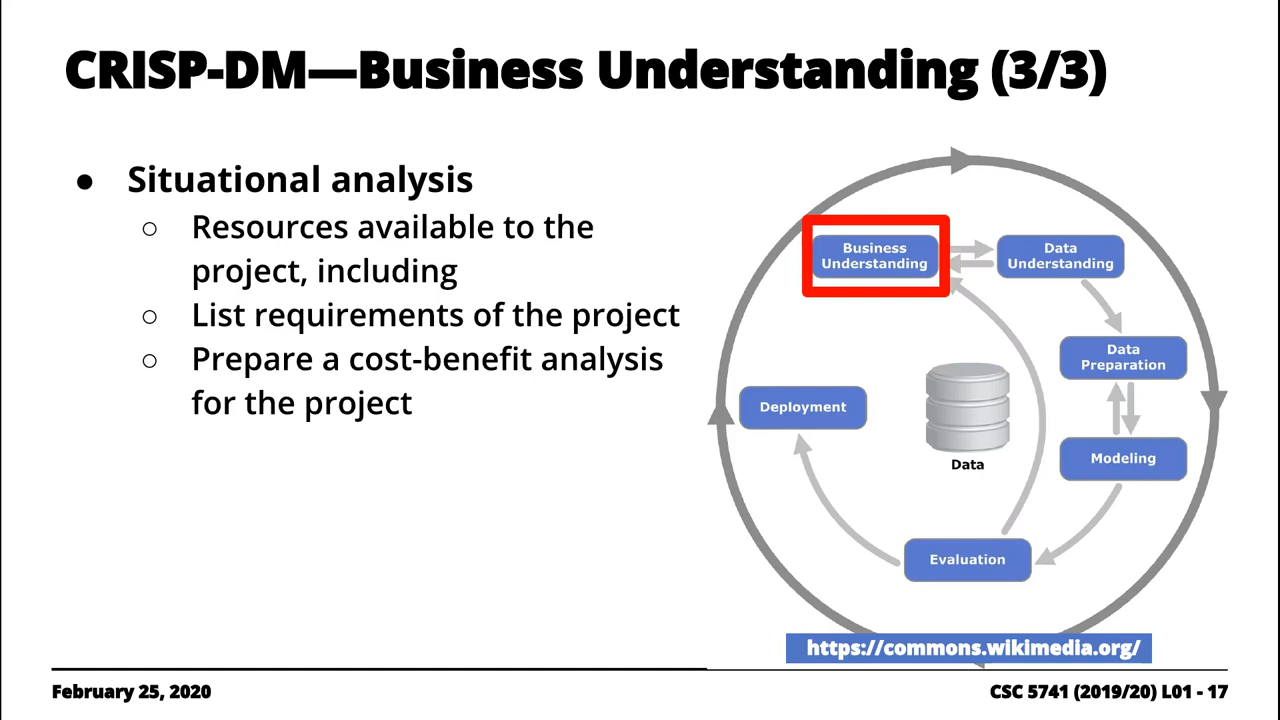 CRISP-DM—Business Understanding (3/3)
● Situational analysis
○ Resources available to the
project, including
○ List requirements of the project
○ Prepare a cost-benefit analysis
for the project
Business
Understanding
Data
Understanding
Data
Preparation
Deployment
Data
Modeling
Evaluation
https://commons.wikimedia.org/
February 25, 2020
CSC 5741 (2019/20) L01 - 17